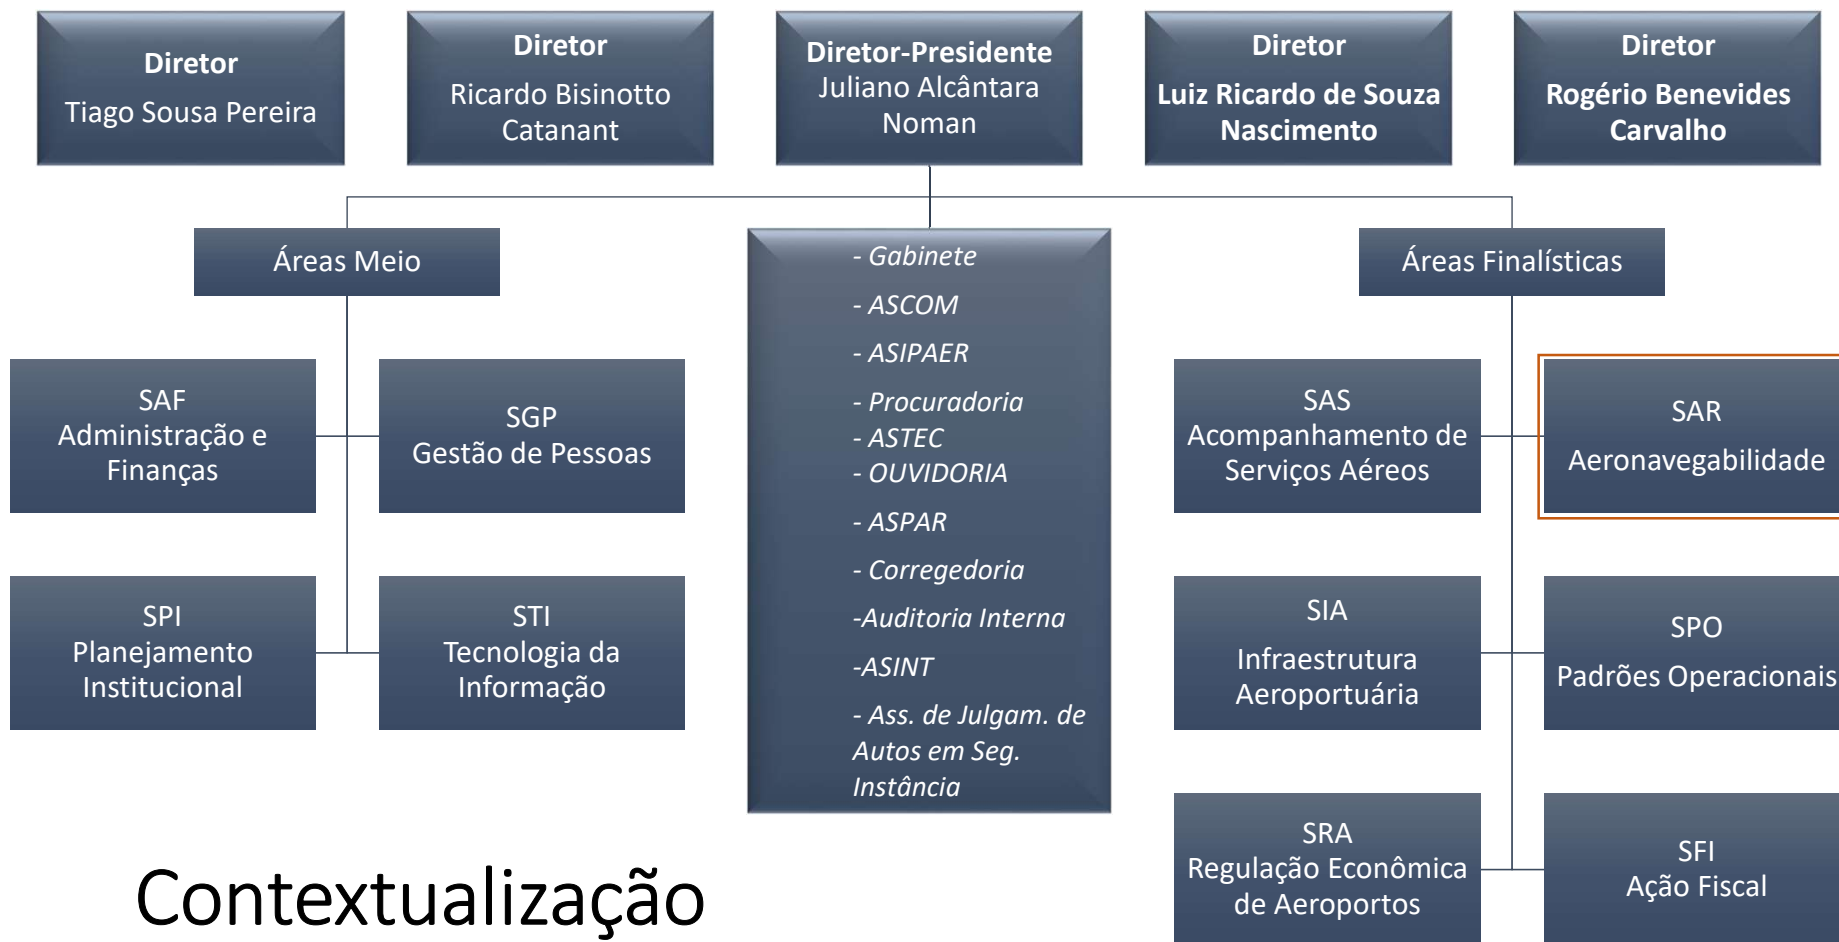 Diretor
Tiago Sousa Pereira
Diretor
Ricardo Bisinotto
Catanant
Diretor-Presidente
Juliano Alcântara
Noman
Diretor
Luiz Ricardo de Souza
Nascimento
Diretor
Rogério Benevides
Carvalho
Áreas Meio
SAF
Administração e
Finanças
SGP
Gestão de Pessoas
SPI
Planejamento
Institucional
STI
Tecnologia da
Informação
- Gabinete
- ASCOM
- ASIPAER
- Procuradoria
- ASTEC
- OUVIDORIA
- ASPAR
- Corregedoria
-Auditoria Interna
-ASINT
- Ass. de Julgam. de
Autos em Seg.
Instância
Áreas Finalísticas
SAS
Acompanhamento de
Serviços Aéreos
SAR
Aeronavegabilidade
SIA
Infraestrutura
Aeroportuária
SPO
Padrões Operacionais
SRA
Regulação Econômica
de Aeroportos
SFI
Ação Fiscal
Contextualização